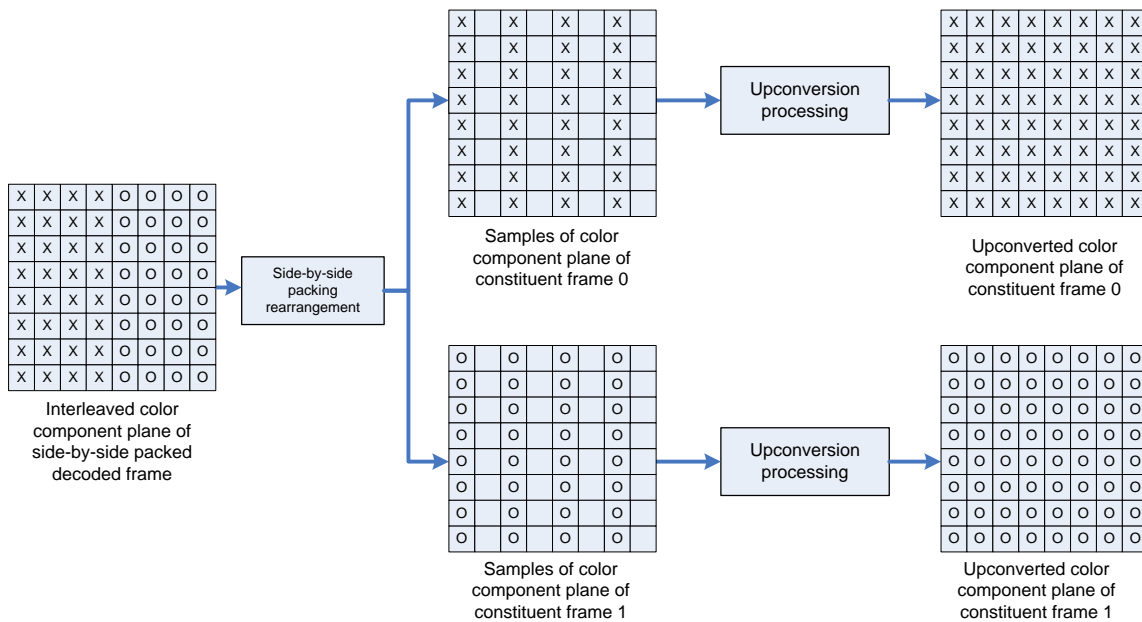 X X X X
X X X X
X X X X
X X X X
X X X X
X X X X
X X X X
X X X X
Samples of color
component plane of
constituent frame 0
Upconversion
processing
X X X X X X X X
X X X X X X X X
X X X X X X X X
X X X X X X X X
X X X X X X X X
X X X X X X X X
X X X X X X X X
X X X X X X X X
Upconverted color
component plane of
constituent frame 0
X X X X O O O O
X X X X O O O O
X X X X O O O O
X X X X O O O O
X X X X O O O O
X X X X O O O O
X X X X O O O O
X X X X O O O O
Interleaved color
component plane of
side-by-side packed
decoded frame
Side-by-side
packing
rearrangement
O O O O
O O O O
O O O O
O O O O
O O O O
O O O O
O O O O
O O O O
Samples of color
component plane of
constituent frame 1
Upconversion
processing
O O O O O O O O
O O O O O O O O
O O O O O O O O
O O O O O O O O
O O O O O O O O
O O O O O O O O
O O O O O O O O
O O O O O O O O
Upconverted color
component plane of
constituent frame 1